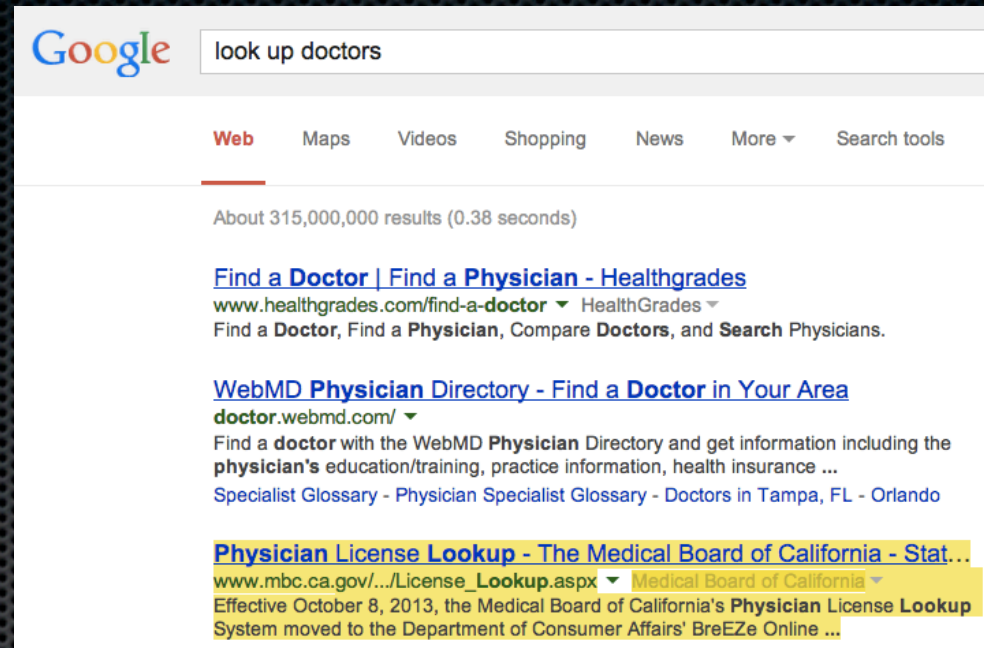 Google look up doctors
Web Maps Videos Shopping News More Search tools
About 315,000,000 results (0.38 seconds)
Find a Doctor | Find a Physician - Healthgrades
www.healthgrades.com/find-a-doctor HealthGrades
Find a Doctor, Find a Physician, Compare Doctors, and Search Physicians.
WebMD Physician Directory - Find a Doctor in Your Area
doctor.webmd.com/
Find a doctor with the WebMD Physician Directory and get information including the
physician's education/training, practice information, health insurance ...
Specialist Glossary - Physician Specialist Glossary - Doctors in Tampa, FL - Orlando
Physician License Lookup - The Medical Board of California - Stat...
www.mbc.ca.gov/.../License_Lookup.aspx Medical Board of California
Effective October 8, 2013, the Medical Board of California's Physician License Lookup
System moved to the Department of Consumer Affairs' BreEZe Online ...